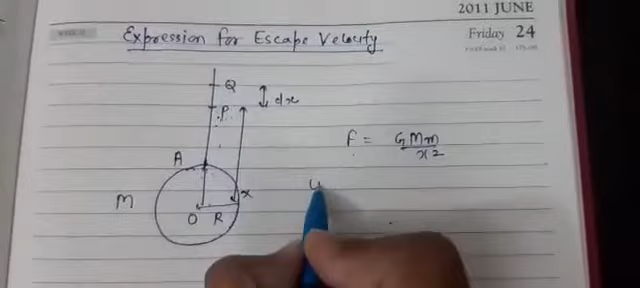 2011 JUNE
Friday 24
Expression for Escape Velocity
Q
dx
P
F = GMm
x2
A
M
x
O R